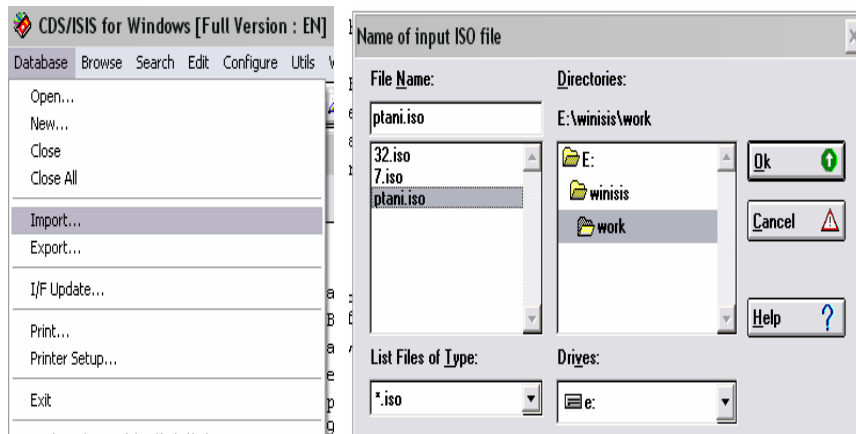 CDS/ISIS for Windows [Full Version : EN]
Database Browse Search Edit Configure Utils
Open...
New...
Close
Close All
Import...
Export...
I/F Update...
Print...
Printer Setup...
Exit
Name of input ISO file
File Name:
ptani.iso
32.iso
7.iso
ptani.iso
List Files of Type:
*.iso
Directories:
E:\winisis\work
E:
winisis
work
Drives:
e:
Ok
Cancel
Help